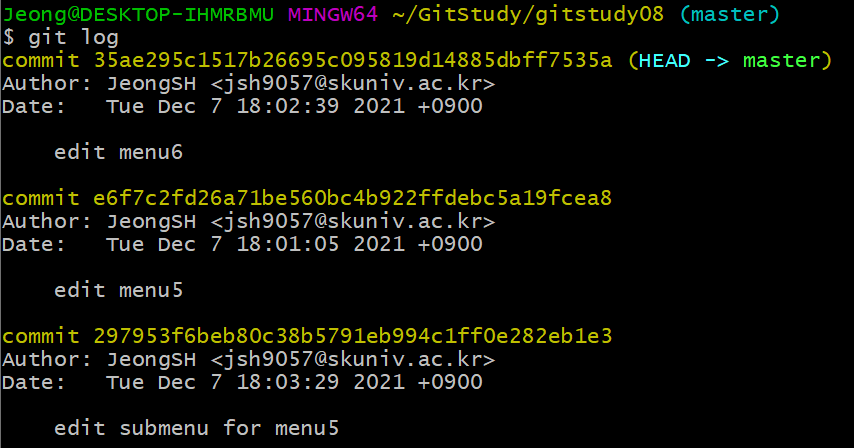 Jeong@DESKTOP-IHMRBMU MINGW64 ~/GitStudy/gitstudy08 (master)
$ git log
commit 35ae295c1517b26695c095819d14885dbff7535a (HEAD -> master)
Author: JeongSH <jsh9057@skuniv.ac.kr>
Date:   Tue Dec 7 18:02:39 2021 +0900
    edit menu6
commit e6f7c2fd26a71be560bc4b922ffdebc5a19fcea8
Author: JeongSH <jsh9057@skuniv.ac.kr>
Date:   Tue Dec 7 18:01:05 2021 +0900
    edit menu5
commit 297953f6beb80c38b5791eb994c1ff0e282eb1e3
Author: JeongSH <jsh9057@skuniv.ac.kr>
Date:   Tue Dec 7 18:03:29 2021 +0900
    edit submenu for menu5